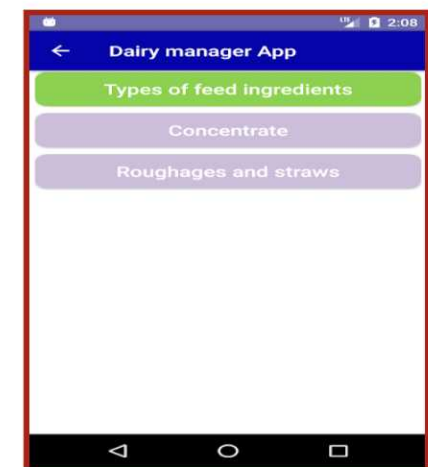 2:08
Dairy manager App
Types of feed ingredients
Concentrate
Roughages and straws